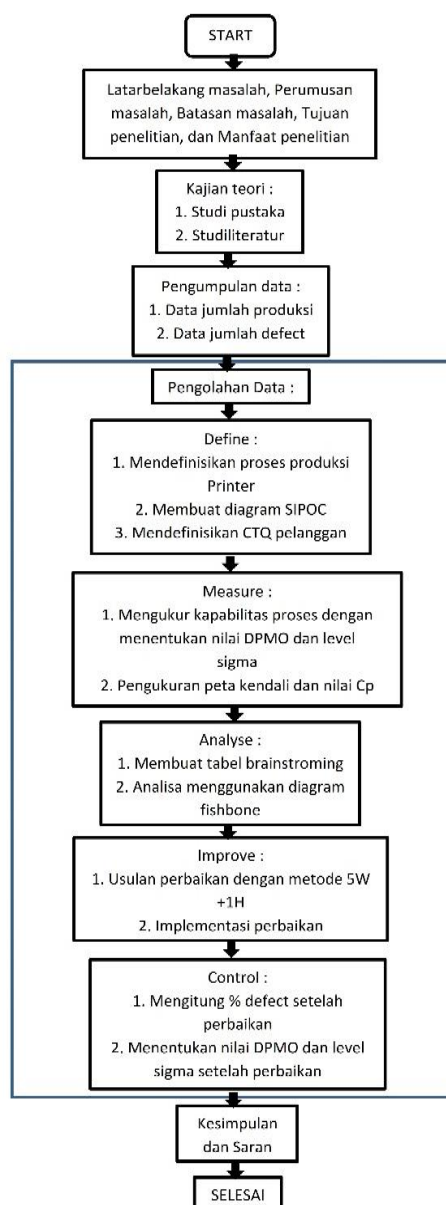 START
Latarbelakang masalah, Perumusan
masalah, Batasan masalah, Tujuan
penelitian, dan Manfaat penelitian
Kajian teori :
1. Studi pustaka
2. Studiliteratur
Pengumpulan data :
1. Data jumlah produksi
2. Data jumlah defect
Pengolahan Data :
Define :
1. Mendefinisikan proses produksi
Printer
2. Membuat diagram SIPOC
3. Mendefinisikan CTQ pelanggan
Measure :
1. Mengukur kapabilitas proses dengan
menentukan nilai DPMO dan level
sigma
2. Pengukuran peta kendali dan nilai Cp
Analyse :
1. Membuat tabel brainstroming
2. Analisa menggunakan diagram
fishbone
Improve :
1. Usulan perbaikan dengan metode 5W
+1H
2. Implementasi perbaikan
Control :
1. Mengitung % defect setelah
perbaikan
2. Menentukan nilai DPMO dan level
sigma setelah perbaikan
Kesimpulan
dan Saran
SELESAI